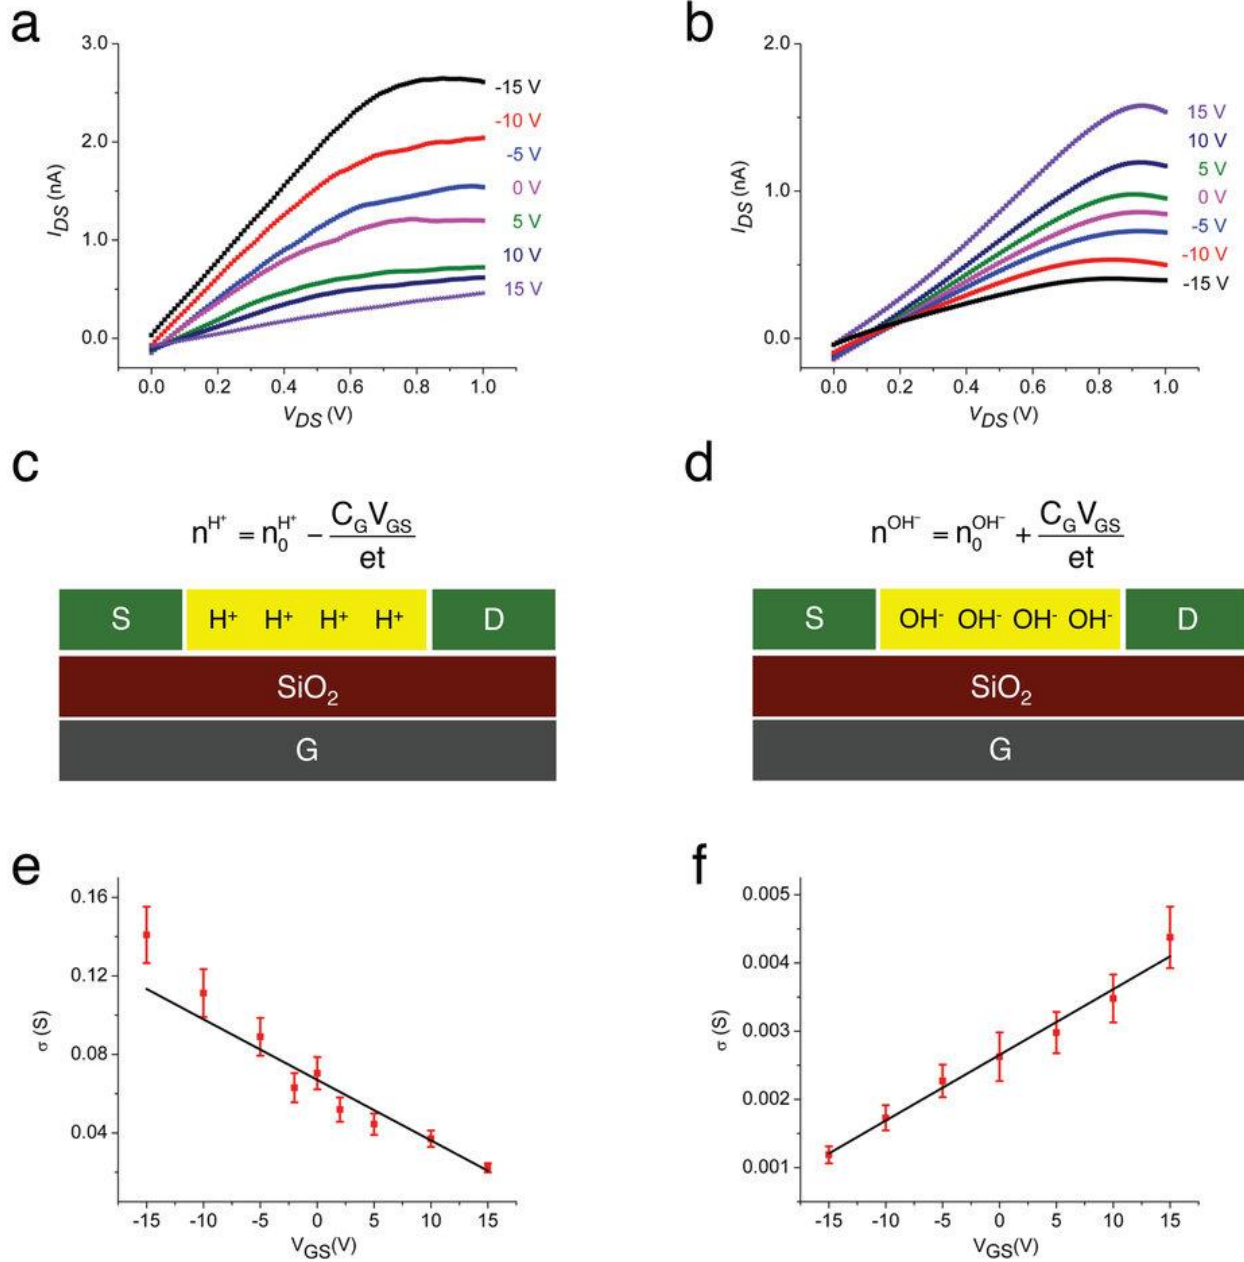 a
3.0
2.0
1.0
0.0
I_DS (nA)
-15 V
-10 V
-5 V
0 V
5 V
10 V
15 V
0.0 0.2 0.4 0.6 0.8 1.0
V_DS (V)
b
2.0
1.0
0.0
I_DS (nA)
15 V
10 V
5 V
0 V
-5 V
-10 V
-15 V
0.0 0.2 0.4 0.6 0.8 1.0
V_DS (V)
c
n^{H⁺} = n_0^{H⁺} − C_G V_GS / et
S H⁺ H⁺ H⁺ H⁺ D
SiO₂
G
d
n^{OH⁻} = n_0^{OH⁻} + C_G V_GS / et
S OH⁻ OH⁻ OH⁻ OH⁻ D
SiO₂
G
e
0.16
0.12
0.08
0.04
σ (S)
-15 -10 -5 0 5 10 15
V_GS(V)
f
0.005
0.004
0.003
0.002
0.001
σ (S)
-15 -10 -5 0 5 10 15
V_GS(V)